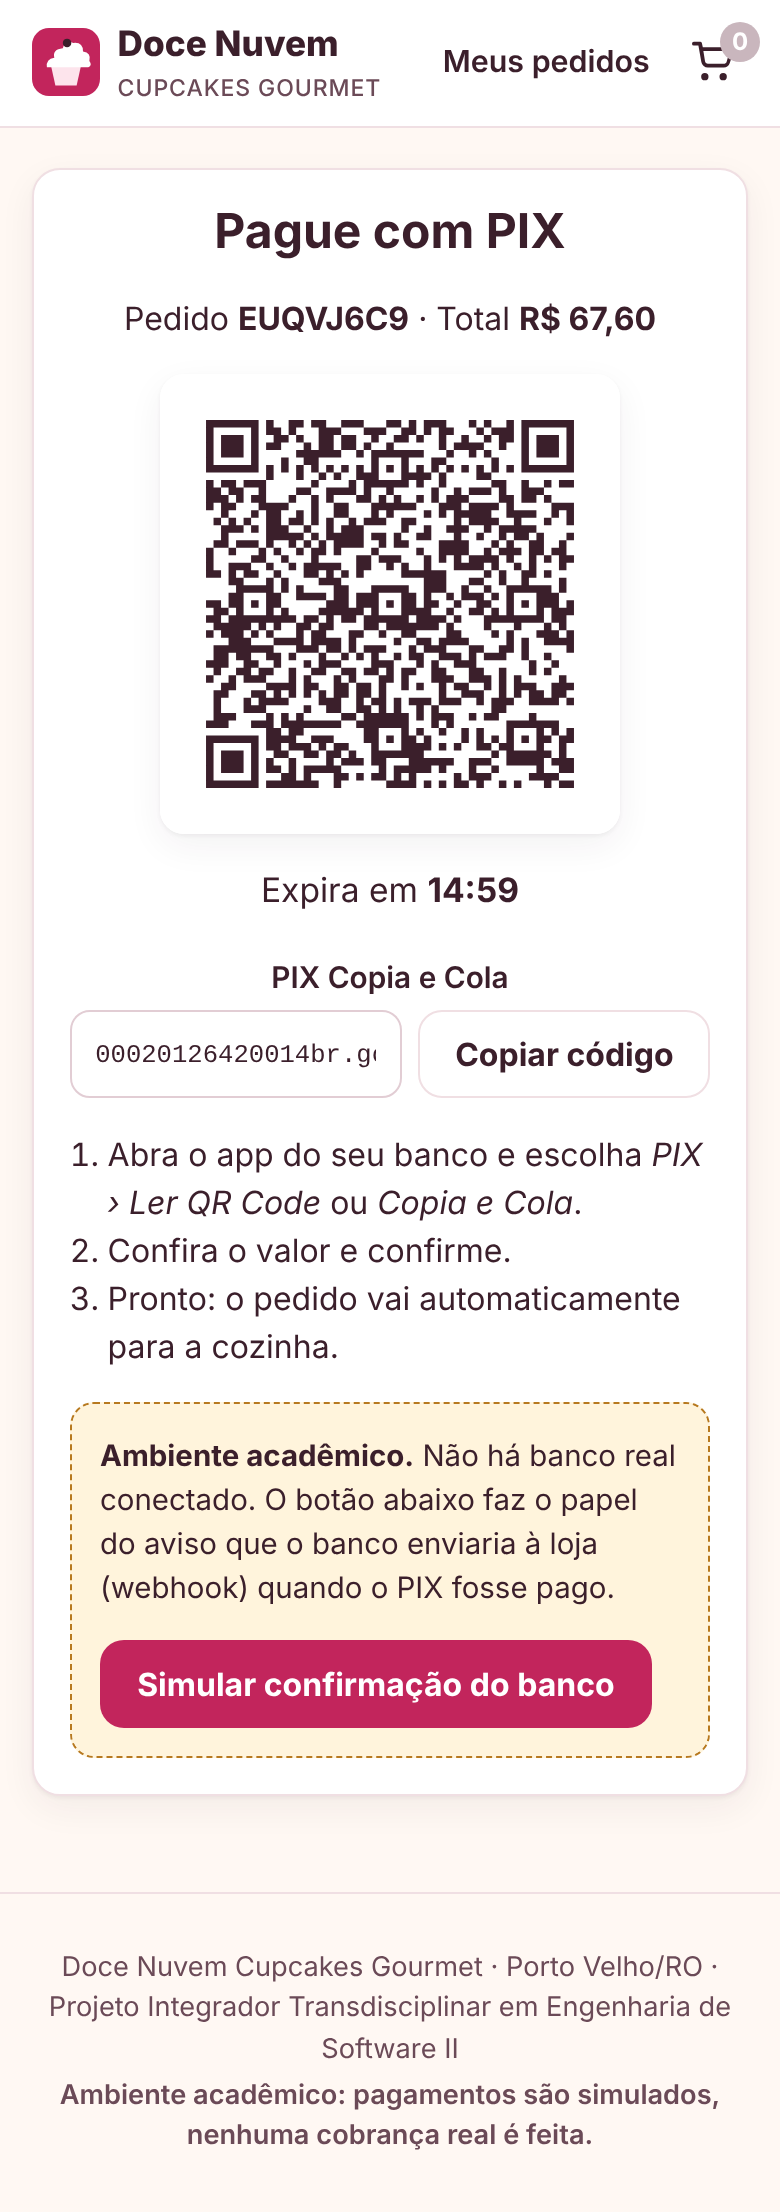 Doce Nuvem
CUPCAKES GOURMET
Meus pedidos
0
Pague com PIX
Pedido EUQVJ6C9 · Total R$ 67,60
Expira em 14:59
PIX Copia e Cola
00020126420014br.g
Copiar código
1. Abra o app do seu banco e escolha PIX
› Ler QR Code ou Copia e Cola.
2. Confira o valor e confirme.
3. Pronto: o pedido vai automaticamente
para a cozinha.
Ambiente acadêmico. Não há banco real
conectado. O botão abaixo faz o papel
do aviso que o banco enviaria à loja
(webhook) quando o PIX fosse pago.
Simular confirmação do banco
Doce Nuvem Cupcakes Gourmet · Porto Velho/RO ·
Projeto Integrador Transdisciplinar em Engenharia de
Software II
Ambiente acadêmico: pagamentos são simulados,
nenhuma cobrança real é feita.